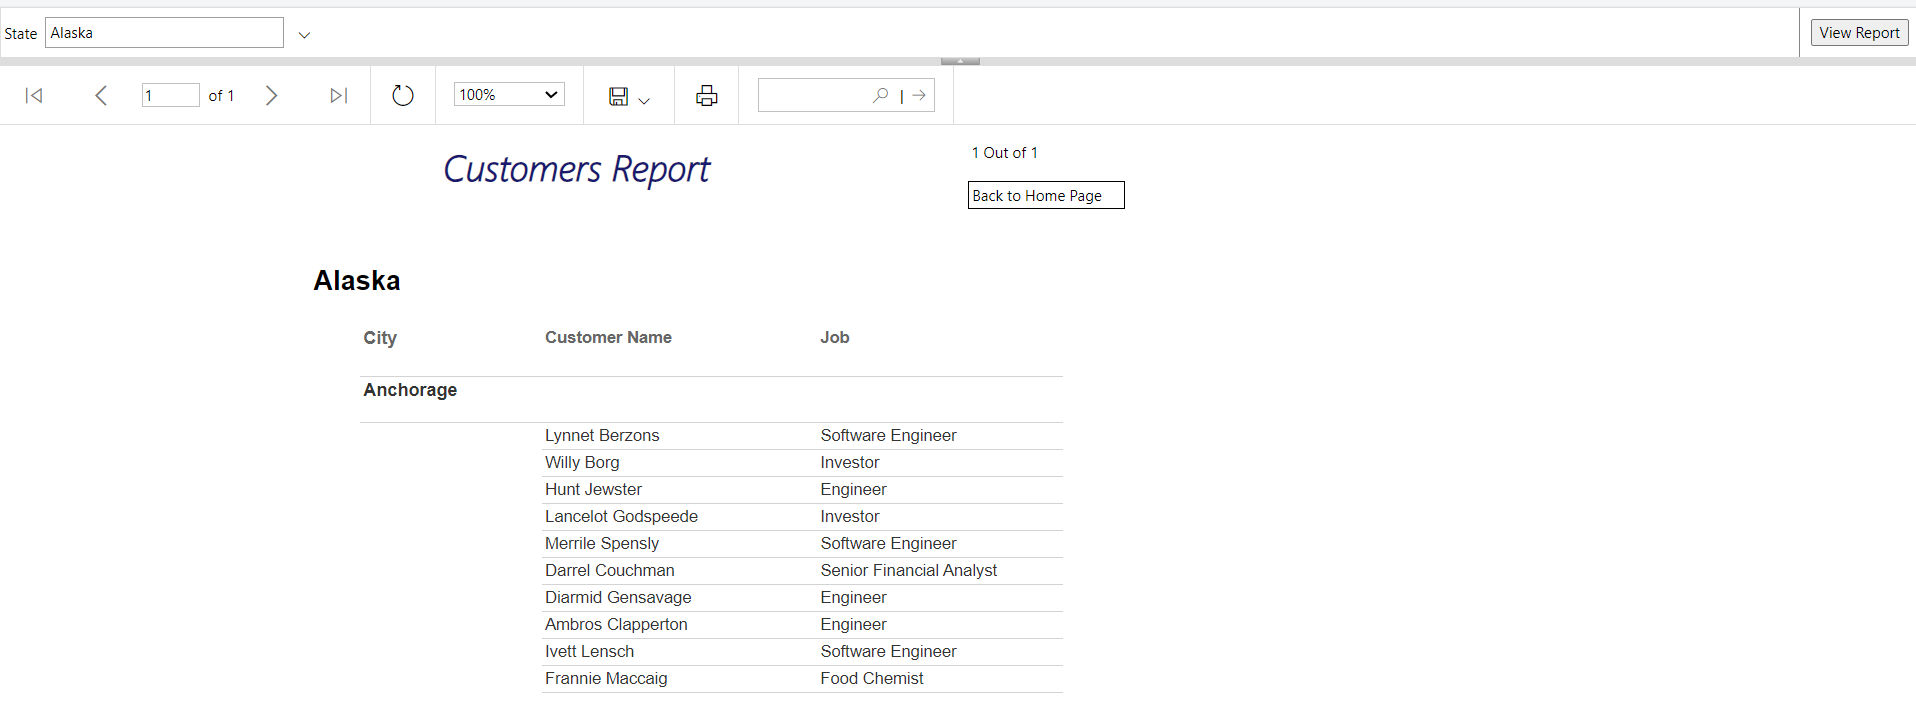 State Alaska View Report
1 of 1 100% |
Customers Report
1 Out of 1
Back to Home Page
Alaska
City Customer Name Job
Anchorage
Lynnet Berzons Software Engineer
Willy Borg Investor
Hunt Jewster Engineer
Lancelot Godspeede Investor
Merrile Spensly Software Engineer
Darrel Couchman Senior Financial Analyst
Diarmid Gensavage Engineer
Ambros Clapperton Engineer
Ivett Lensch Software Engineer
Frannie Maccaig Food Chemist